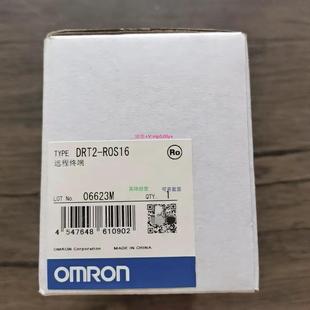 TYPE DRT2-ROS16
Ro
远程终端
LOT No. 06623M
QTY. 1
4 547648 610902
OMRON Corporation MADE IN CHINA
OMRON